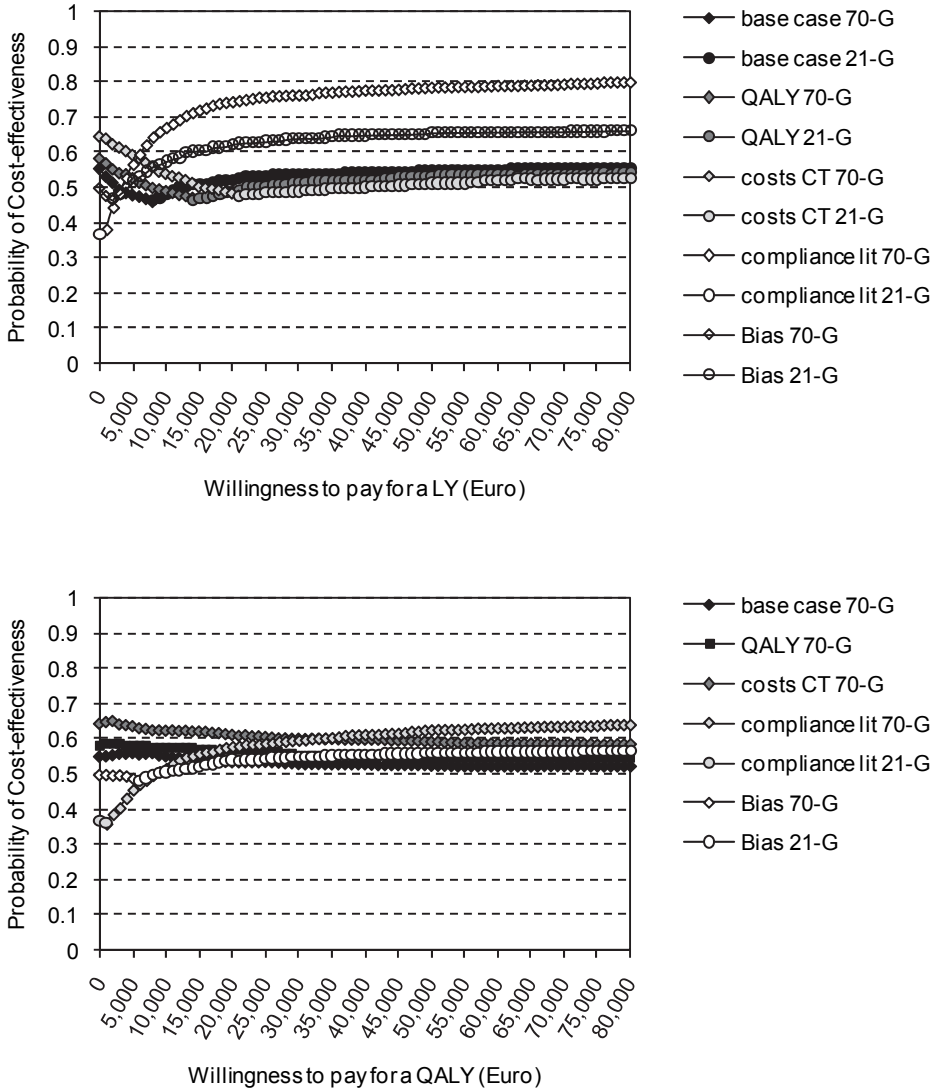 Probability of Cost-effectiveness
1
0.9
0.8
0.7
0.6
0.5
0.4
0.3
0.2
0.1
0
0
5,000
10,000
15,000
20,000
25,000
30,000
35,000
40,000
45,000
50,000
55,000
60,000
65,000
70,000
75,000
80,000
Willingness to pay for a LY (Euro)
base case 70-G
base case 21-G
QALY 70-G
QALY 21-G
costs CT 70-G
costs CT 21-G
compliance lit 70-G
compliance lit 21-G
Bias 70-G
Bias 21-G
Probability of Cost-effectiveness
1
0.9
0.8
0.7
0.6
0.5
0.4
0.3
0.2
0.1
0
0
5,000
10,000
15,000
20,000
25,000
30,000
35,000
40,000
45,000
50,000
55,000
60,000
65,000
70,000
75,000
80,000
Willingness to pay for a QALY (Euro)
base case 70-G
QALY 70-G
costs CT 70-G
compliance lit 70-G
compliance lit 21-G
Bias 70-G
Bias 21-G